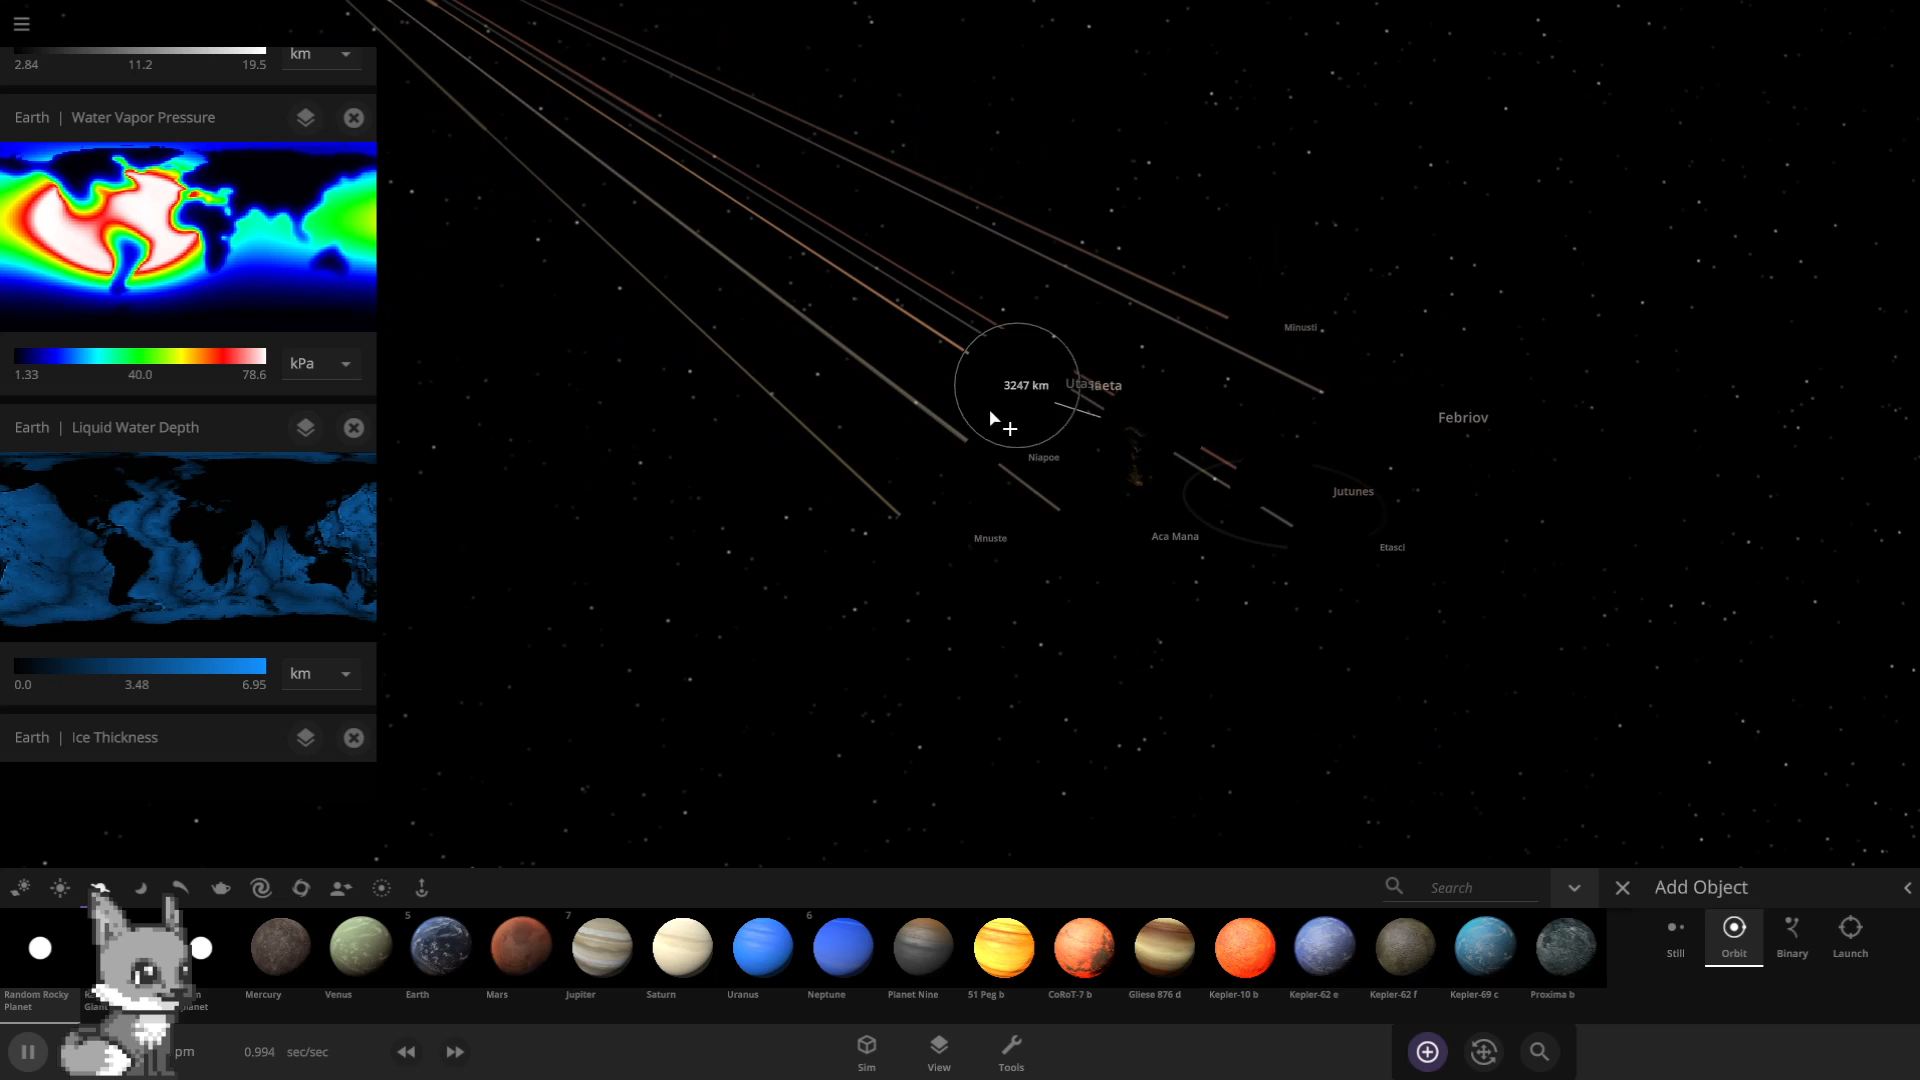 km
2.84 11.2 19.5
Earth | Water Vapor Pressure
kPa
1.33 40.0 78.6
Earth | Liquid Water Depth
km
0.0 3.48 6.95
Earth | Ice Thickness
Minusti
3247 km
Febriov
Niapoe
Jutunes
Mnuste
Aca Mana
Etasci
Search
Add Object
5
7
6
Still
Orbit
Binary
Launch
Random Rocky
Planet
Mercury
Venus
Earth
Mars
Jupiter
Saturn
Uranus
Neptune
Planet Nine
51 Peg b
CoRoT-7 b
Gliese 876 d
Kepler-10 b
Kepler-62 e
Kepler-62 f
Kepler-69 c
Proxima b
pm
0.994 sec/sec
Sim
View
Tools